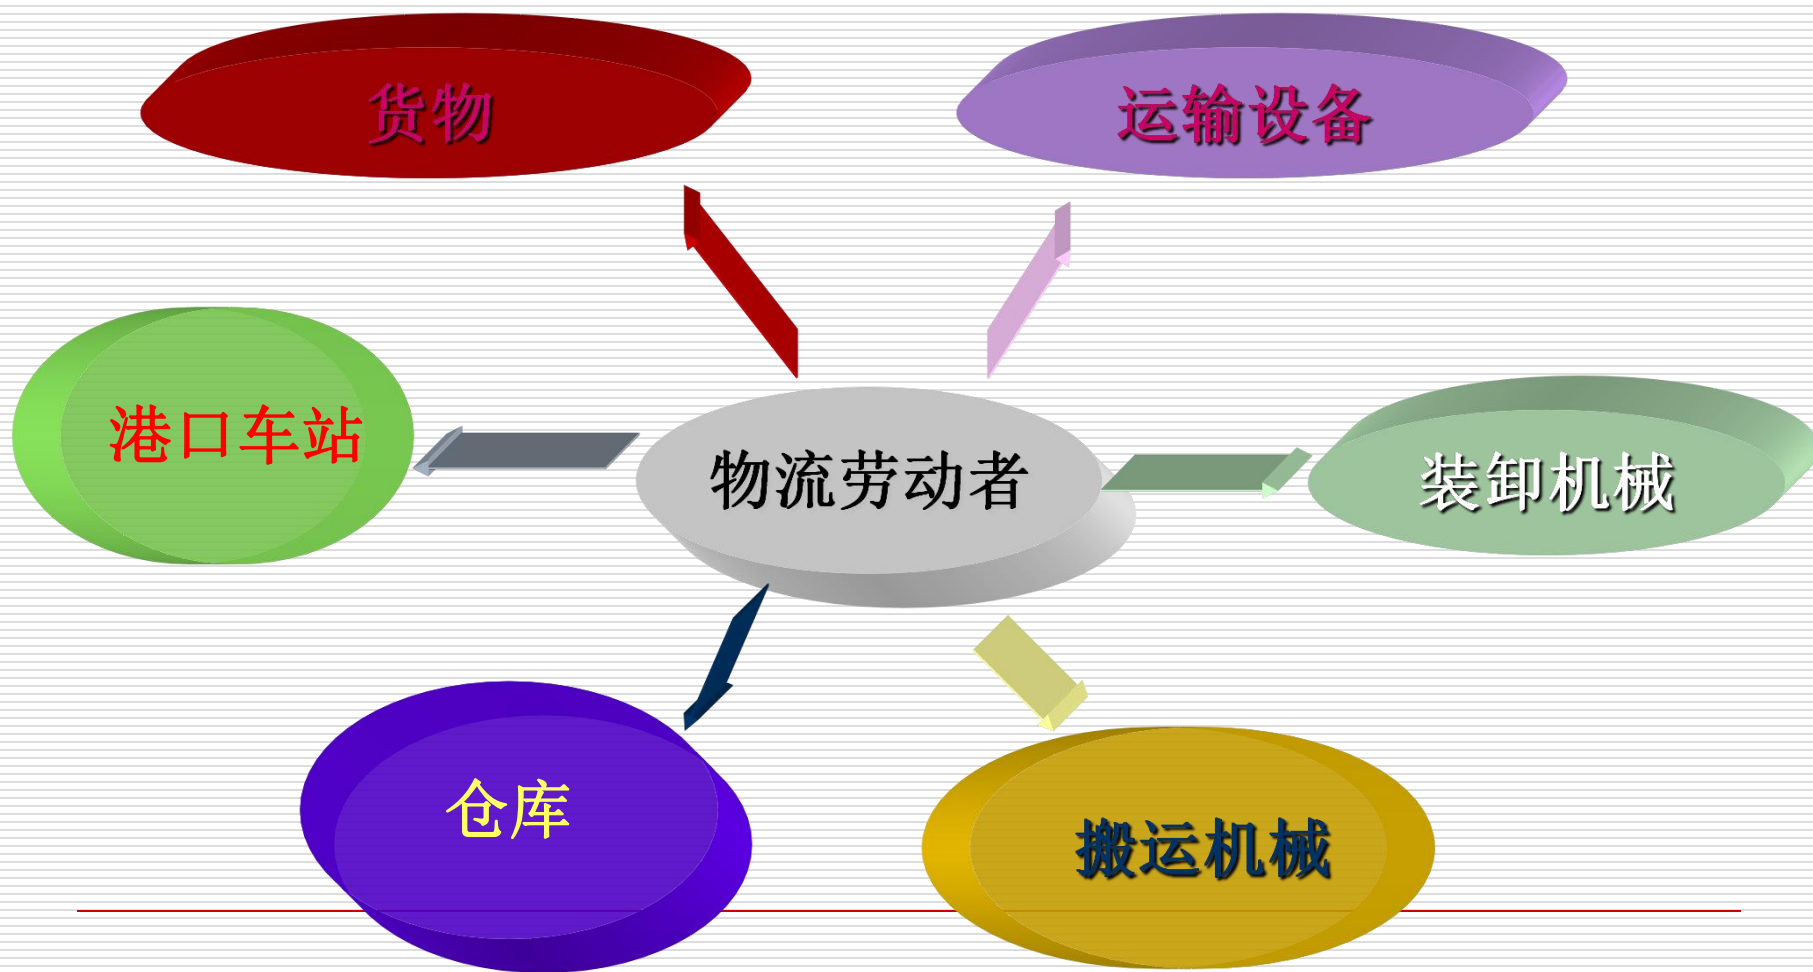 货物
运输设备
港口车站
物流劳动者
装卸机械
仓库
搬运机械